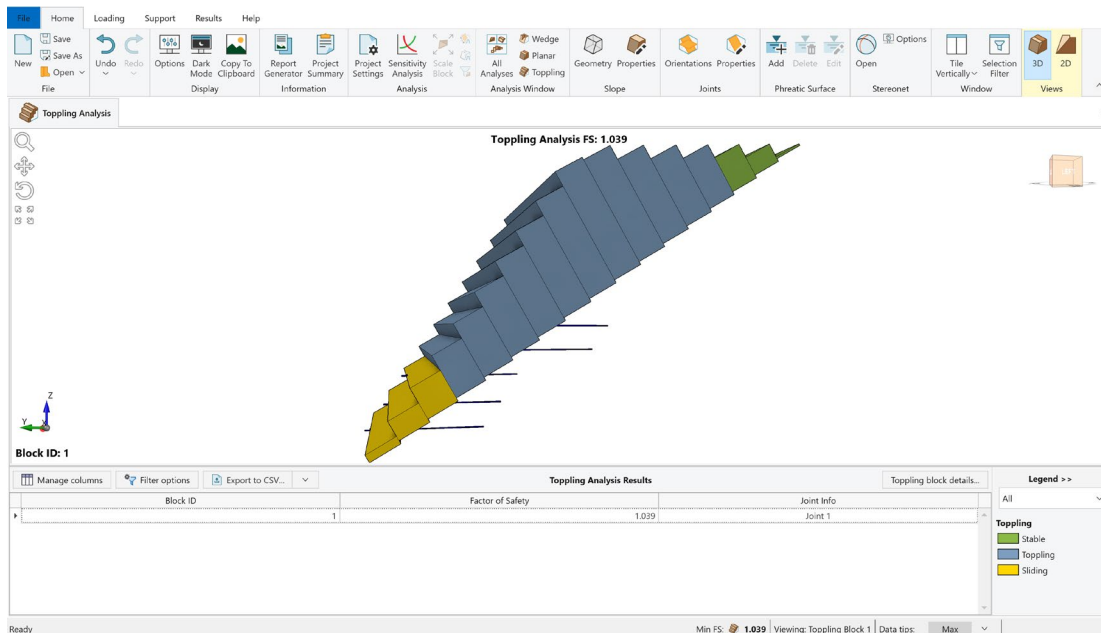 File Home Loading Support Results Help
New
Save
Save As
Open
File
Undo Redo
Options Dark Mode Copy To Clipboard
Display
Report Generator Project Summary
Information
Project Settings Sensitivity Analysis Scale Block
Analysis
All Analyses
Wedge
Planar
Toppling
Analysis Window
Geometry Properties
Slope
Orientations Properties
Joints
Add Delete Edit
Phreatic Surface
Open
Options
Stereonet
Tile Vertically Selection Filter
Window
3D 2D
Views
Toppling Analysis
Toppling Analysis FS: 1.039
Z
Y
Block ID: 1
Manage columns Filter options Export to CSV... Toppling Analysis Results Toppling block details...
Block ID Factor of Safety Joint Info
1 1.039 Joint 1
Legend >>
All
Toppling
Stable
Toppling
Sliding
Ready Min FS: 1.039 Viewing: Toppling Block 1 Data tips: Max